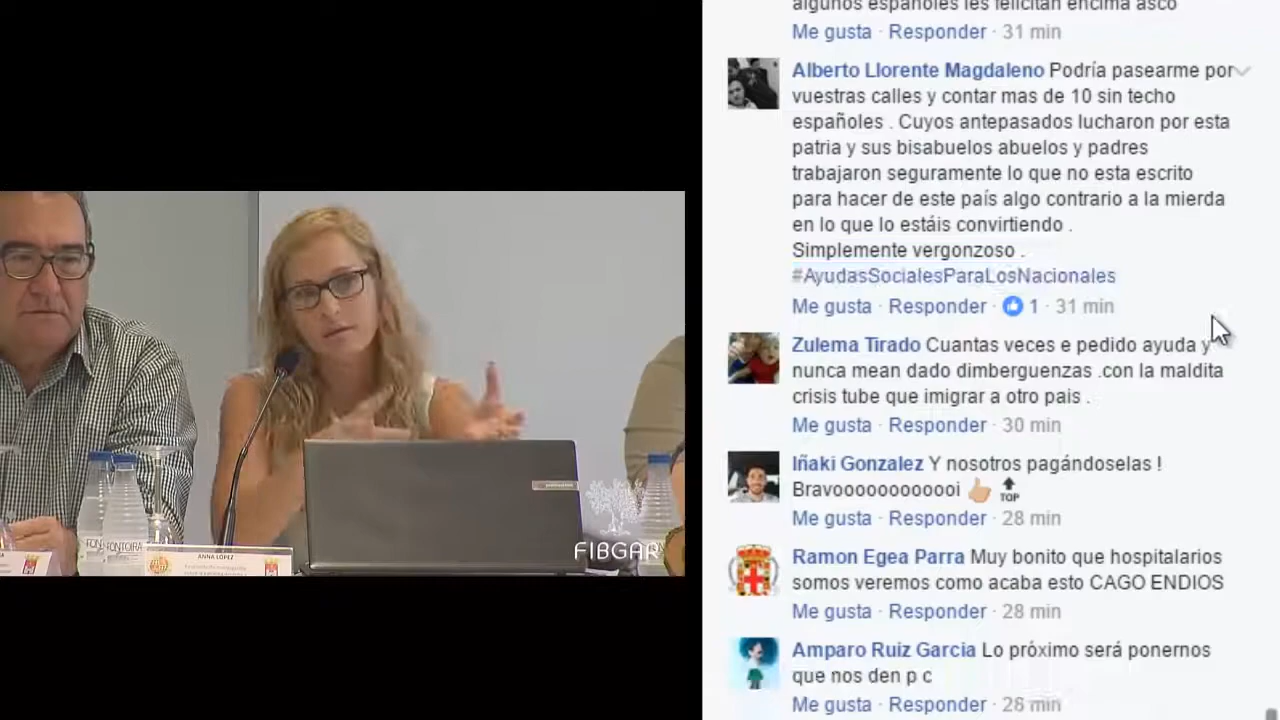 algunos españoles les felicitan encima asco
Me gusta · Responder · 31 min
Alberto Llorente Magdaleno Podría pasearme por
vuestras calles y contar mas de 10 sin techo
españoles . Cuyos antepasados lucharon por esta
patria y sus bisabuelos abuelos y padres
trabajaron seguramente lo que no esta escrito
para hacer de este país algo contrario a la mierda
en lo que lo estáis convirtiendo .
Simplemente vergonzoso .
#AyudasSocialesParaLosNacionales
Me gusta · Responder · 1 · 31 min
Zulema Tirado Cuantas veces e pedido ayuda y
nunca mean dado dimberguenzas .con la maldita
crisis tube que imigrar a otro pais .
Me gusta · Responder · 30 min
Iñaki Gonzalez Y nosotros pagándoselas !
Bravoooooooooooi TOP
Me gusta · Responder · 28 min
Ramon Egea Parra Muy bonito que hospitalarios
somos veremos como acaba esto CAGO ENDIOS
Me gusta · Responder · 28 min
Amparo Ruiz Garcia Lo próximo será ponernos
que nos den p c
Me gusta · Responder · 28 min
FONTOIRA
ANNA LÓPEZ
FIBGAR